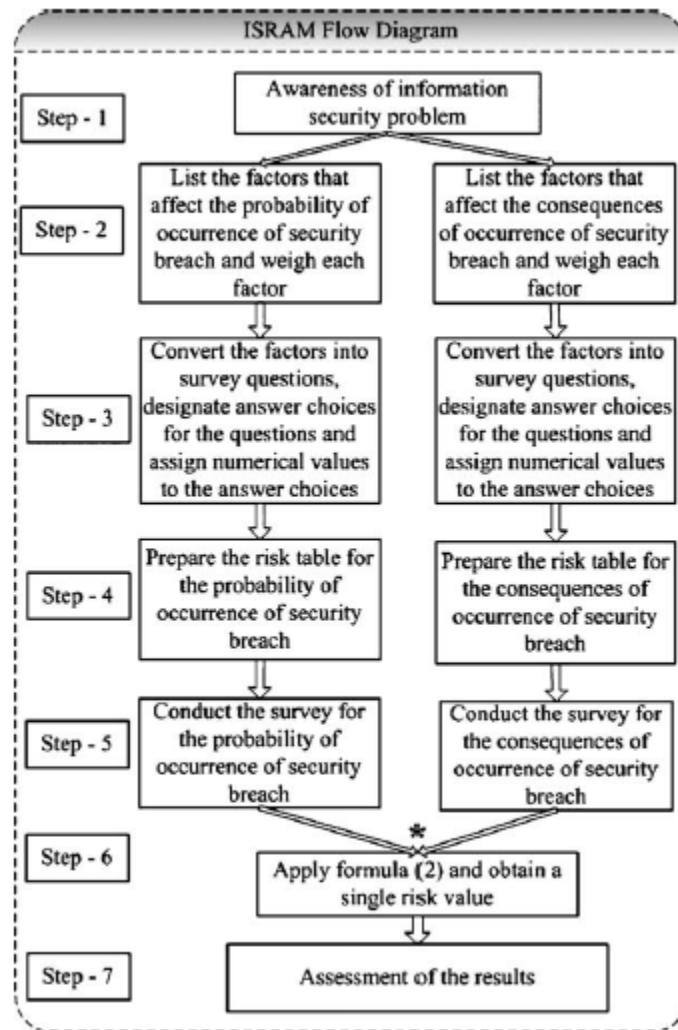 ISRAM Flow Diagram
Step - 1
Awareness of information
security problem
Step - 2
List the factors that
affect the probability of
occurrence of security
breach and weigh each
factor
List the factors that
affect the consequences
of occurrence of security
breach and weigh each
factor
Step - 3
Convert the factors into
survey questions,
designate answer choices
for the questions and
assign numerical values
to the answer choices
Convert the factors into
survey questions,
designate answer choices
for the questions and
assign numerical values
to the answer choices
Step - 4
Prepare the risk table for
the probability of
occurrence of security
breach
Prepare the risk table for
the consequences of
occurrence of security
breach
Step - 5
Conduct the survey for
the probability of
occurrence of security
breach
Conduct the survey for
the consequences of
occurrence of security
breach
*
Step - 6
Apply formula (2) and obtain a
single risk value
Step - 7
Assessment of the results